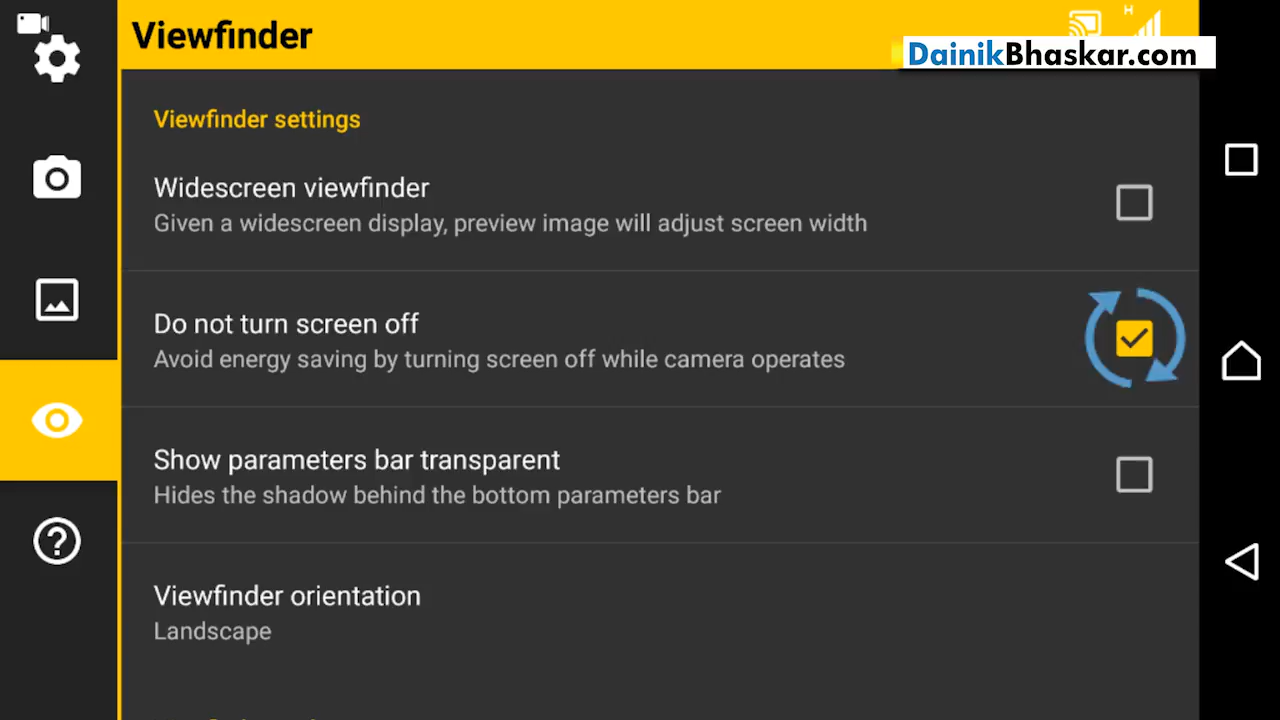 Viewfinder
H
DainikBhaskar.com
Viewfinder settings
Widescreen viewfinder
Given a widescreen display, preview image will adjust screen width
Do not turn screen off
Avoid energy saving by turning screen off while camera operates
Show parameters bar transparent
Hides the shadow behind the bottom parameters bar
Viewfinder orientation
Landscape